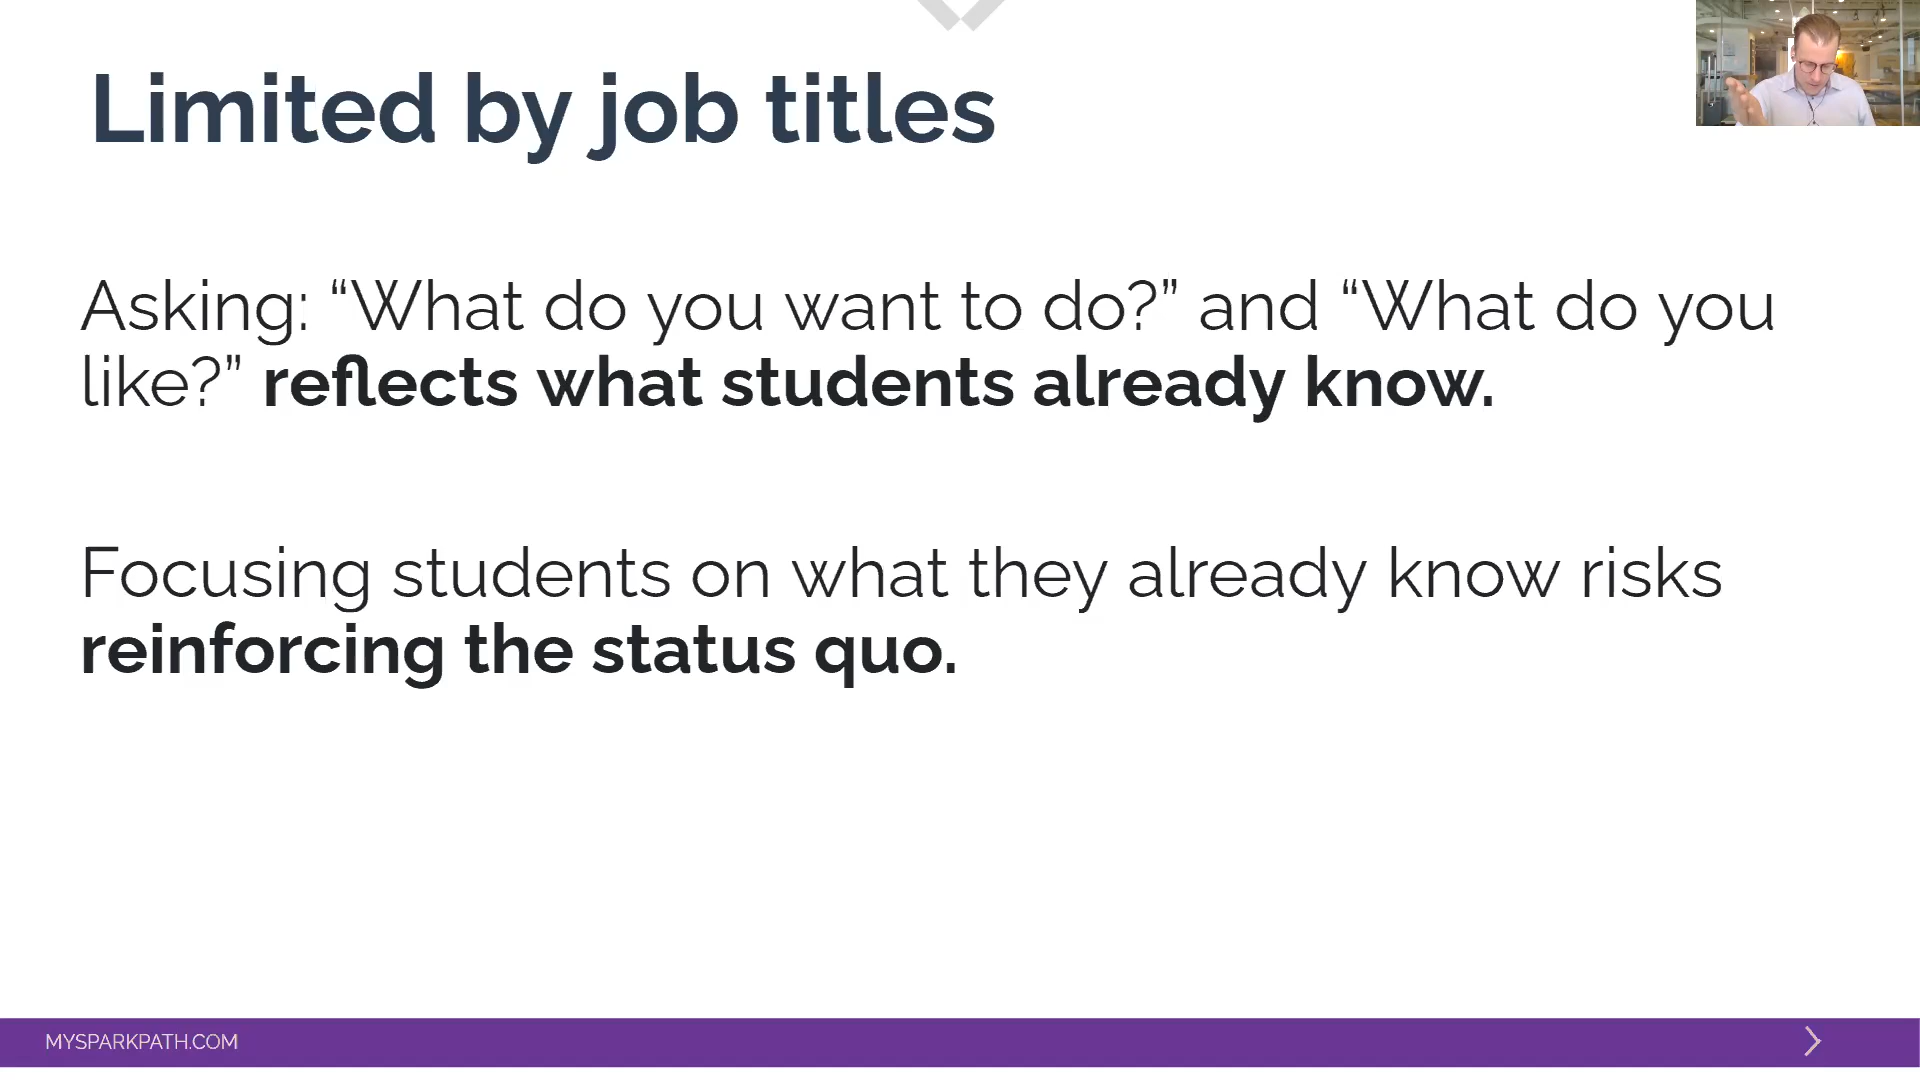 Limited by job titles
Asking: “What do you want to do?” and “What do you
like?” reflects what students already know.
Focusing students on what they already know risks
reinforcing the status quo.
MYSPARKPATH.COM